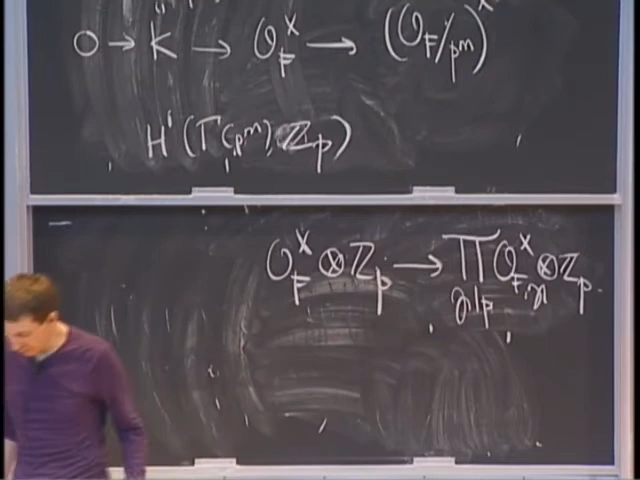 0 → K → O_F^× → (O_F/p^m)^×
H^1(Γ(p^m), Z_p)
O_F^× ⊗ Z_p → ∏_{𝔭|p} O_{F,𝔭}^× ⊗ Z_p.